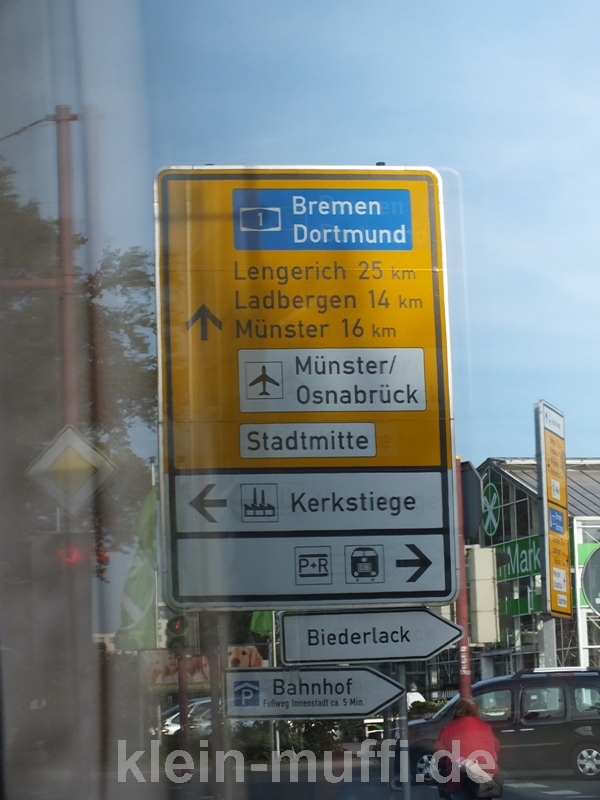 1
Bremen
Dortmund
Lengerich 25 km
Ladbergen 14 km
Münster 16 km
Münster/
Osnabrück
Stadtmitte
Kerkstiege
P+R
Biederlack
P Bahnhof
Fußweg Innenstadt ca. 5 Min.
Mark
klein-muffi.de